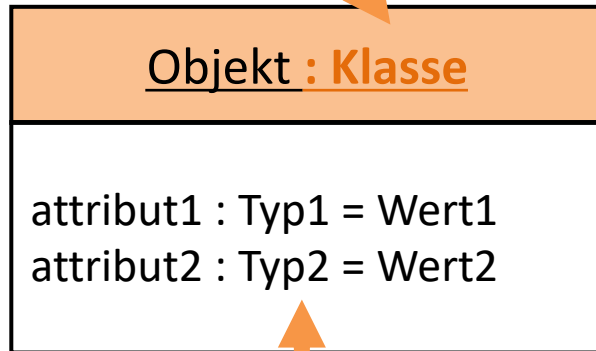 Objekt : Klasse
attribut1 : Typ1 = Wert1
attribut2 : Typ2 = Wert2